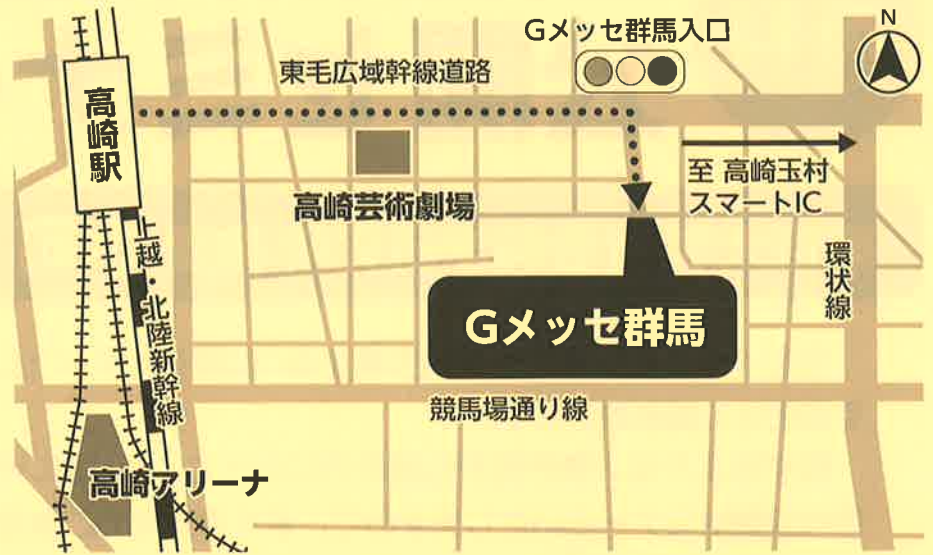 Gメッセ群馬入口
N
東毛広域幹線道路
高崎駅
至 高崎玉村
スマートIC
高崎芸術劇場
上越・北陸新幹線
環状線
Gメッセ群馬
競馬場通り線
高崎アリーナ